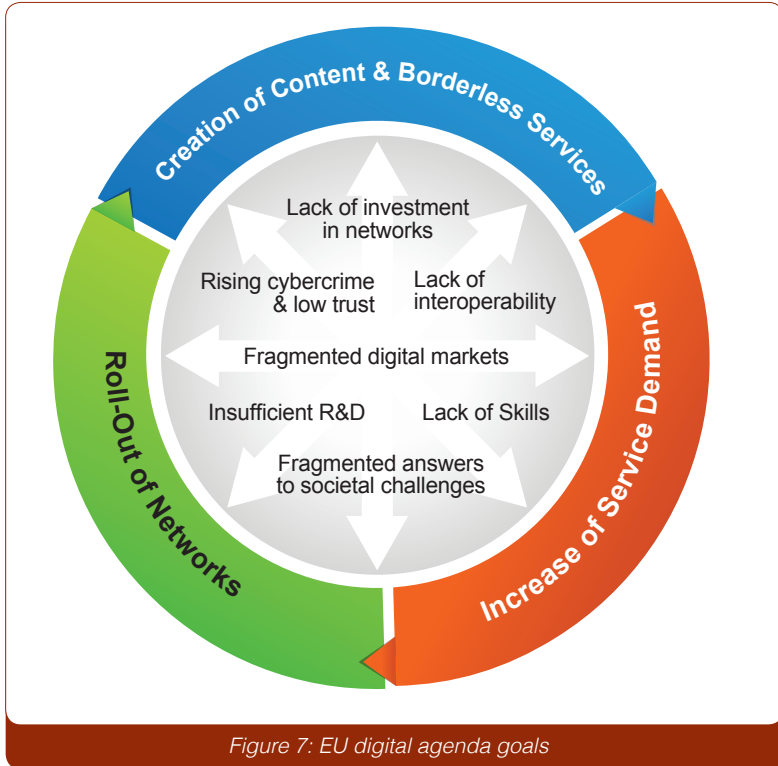 Creation of Content & Borderless Services
Lack of investment
in networks
Rising cybercrime
& low trust
Lack of
interoperability
Fragmented digital markets
Insufficient R&D
Lack of Skills
Fragmented answers
to societal challenges
Roll-Out of Networks
Increase of Service Demand
Figure 7: EU digital agenda goals